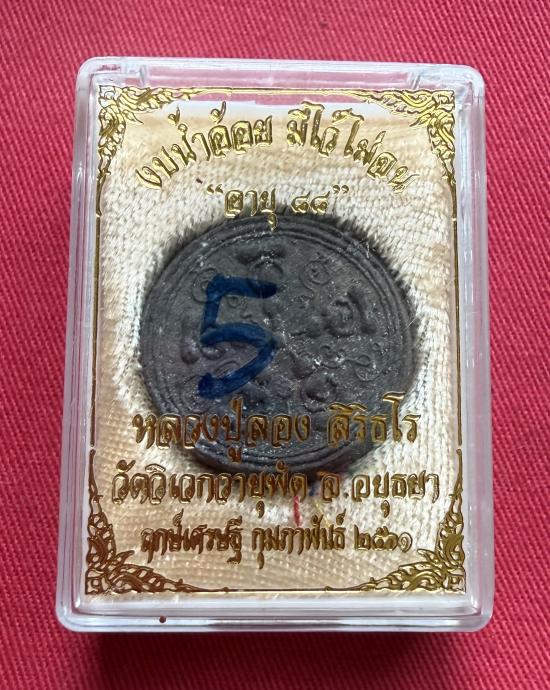 งบน้ำอ้อย มีไว้ไม่จน
“อายุ ๘๘”
5
หลวงปู่ลอง สิริธโร
วัดวิเวกวายุพัด อ.อยุธยา
ฤกษ์เศรษฐี กุมภาพันธ์ ๒๕๖๑